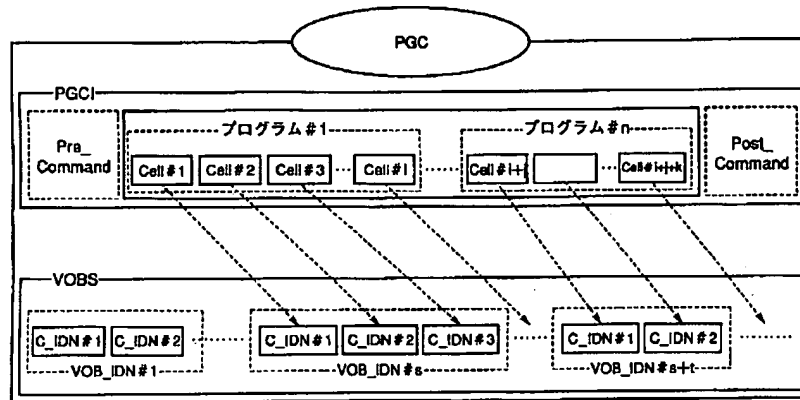 PGC
PGCI
Pre_
Command
プログラム#1
Cell#1 Cell#2 Cell#3 ... Cell#i ......
プログラム#n
Cell#i+j ... Cell#i+j+k
Post_
Command
VOBS
C_IDN#1 C_IDN#2 ...... C_IDN#1 C_IDN#2 C_IDN#3 ...... C_IDN#1 C_IDN#2 ......
VOB_IDN#1 VOB_IDN#s VOB_IDN#s+t